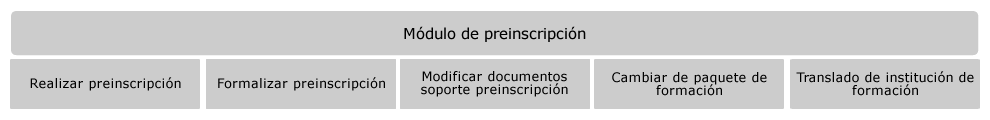 Módulo de preinscripción
Realizar preinscripción
Formalizar preinscripción
Modificar documentos
soporte preinscripción
Cambiar de paquete de
formación
Translado de institución de
formación